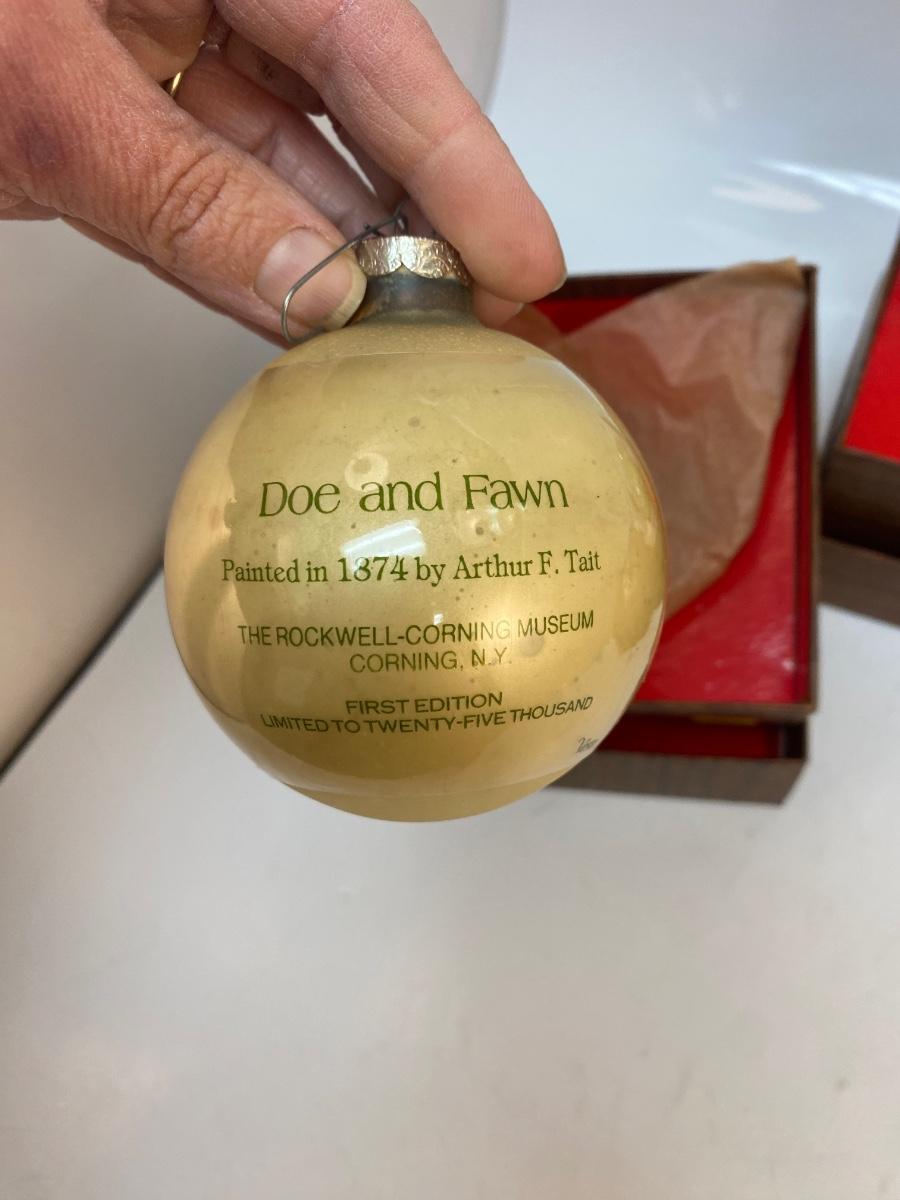 Doe and Fawn
Painted in 1874 by Arthur F. Tait
THE ROCKWELL-CORNING MUSEUM
CORNING, N.Y.
FIRST EDITION
LIMITED TO TWENTY-FIVE THOUSAND